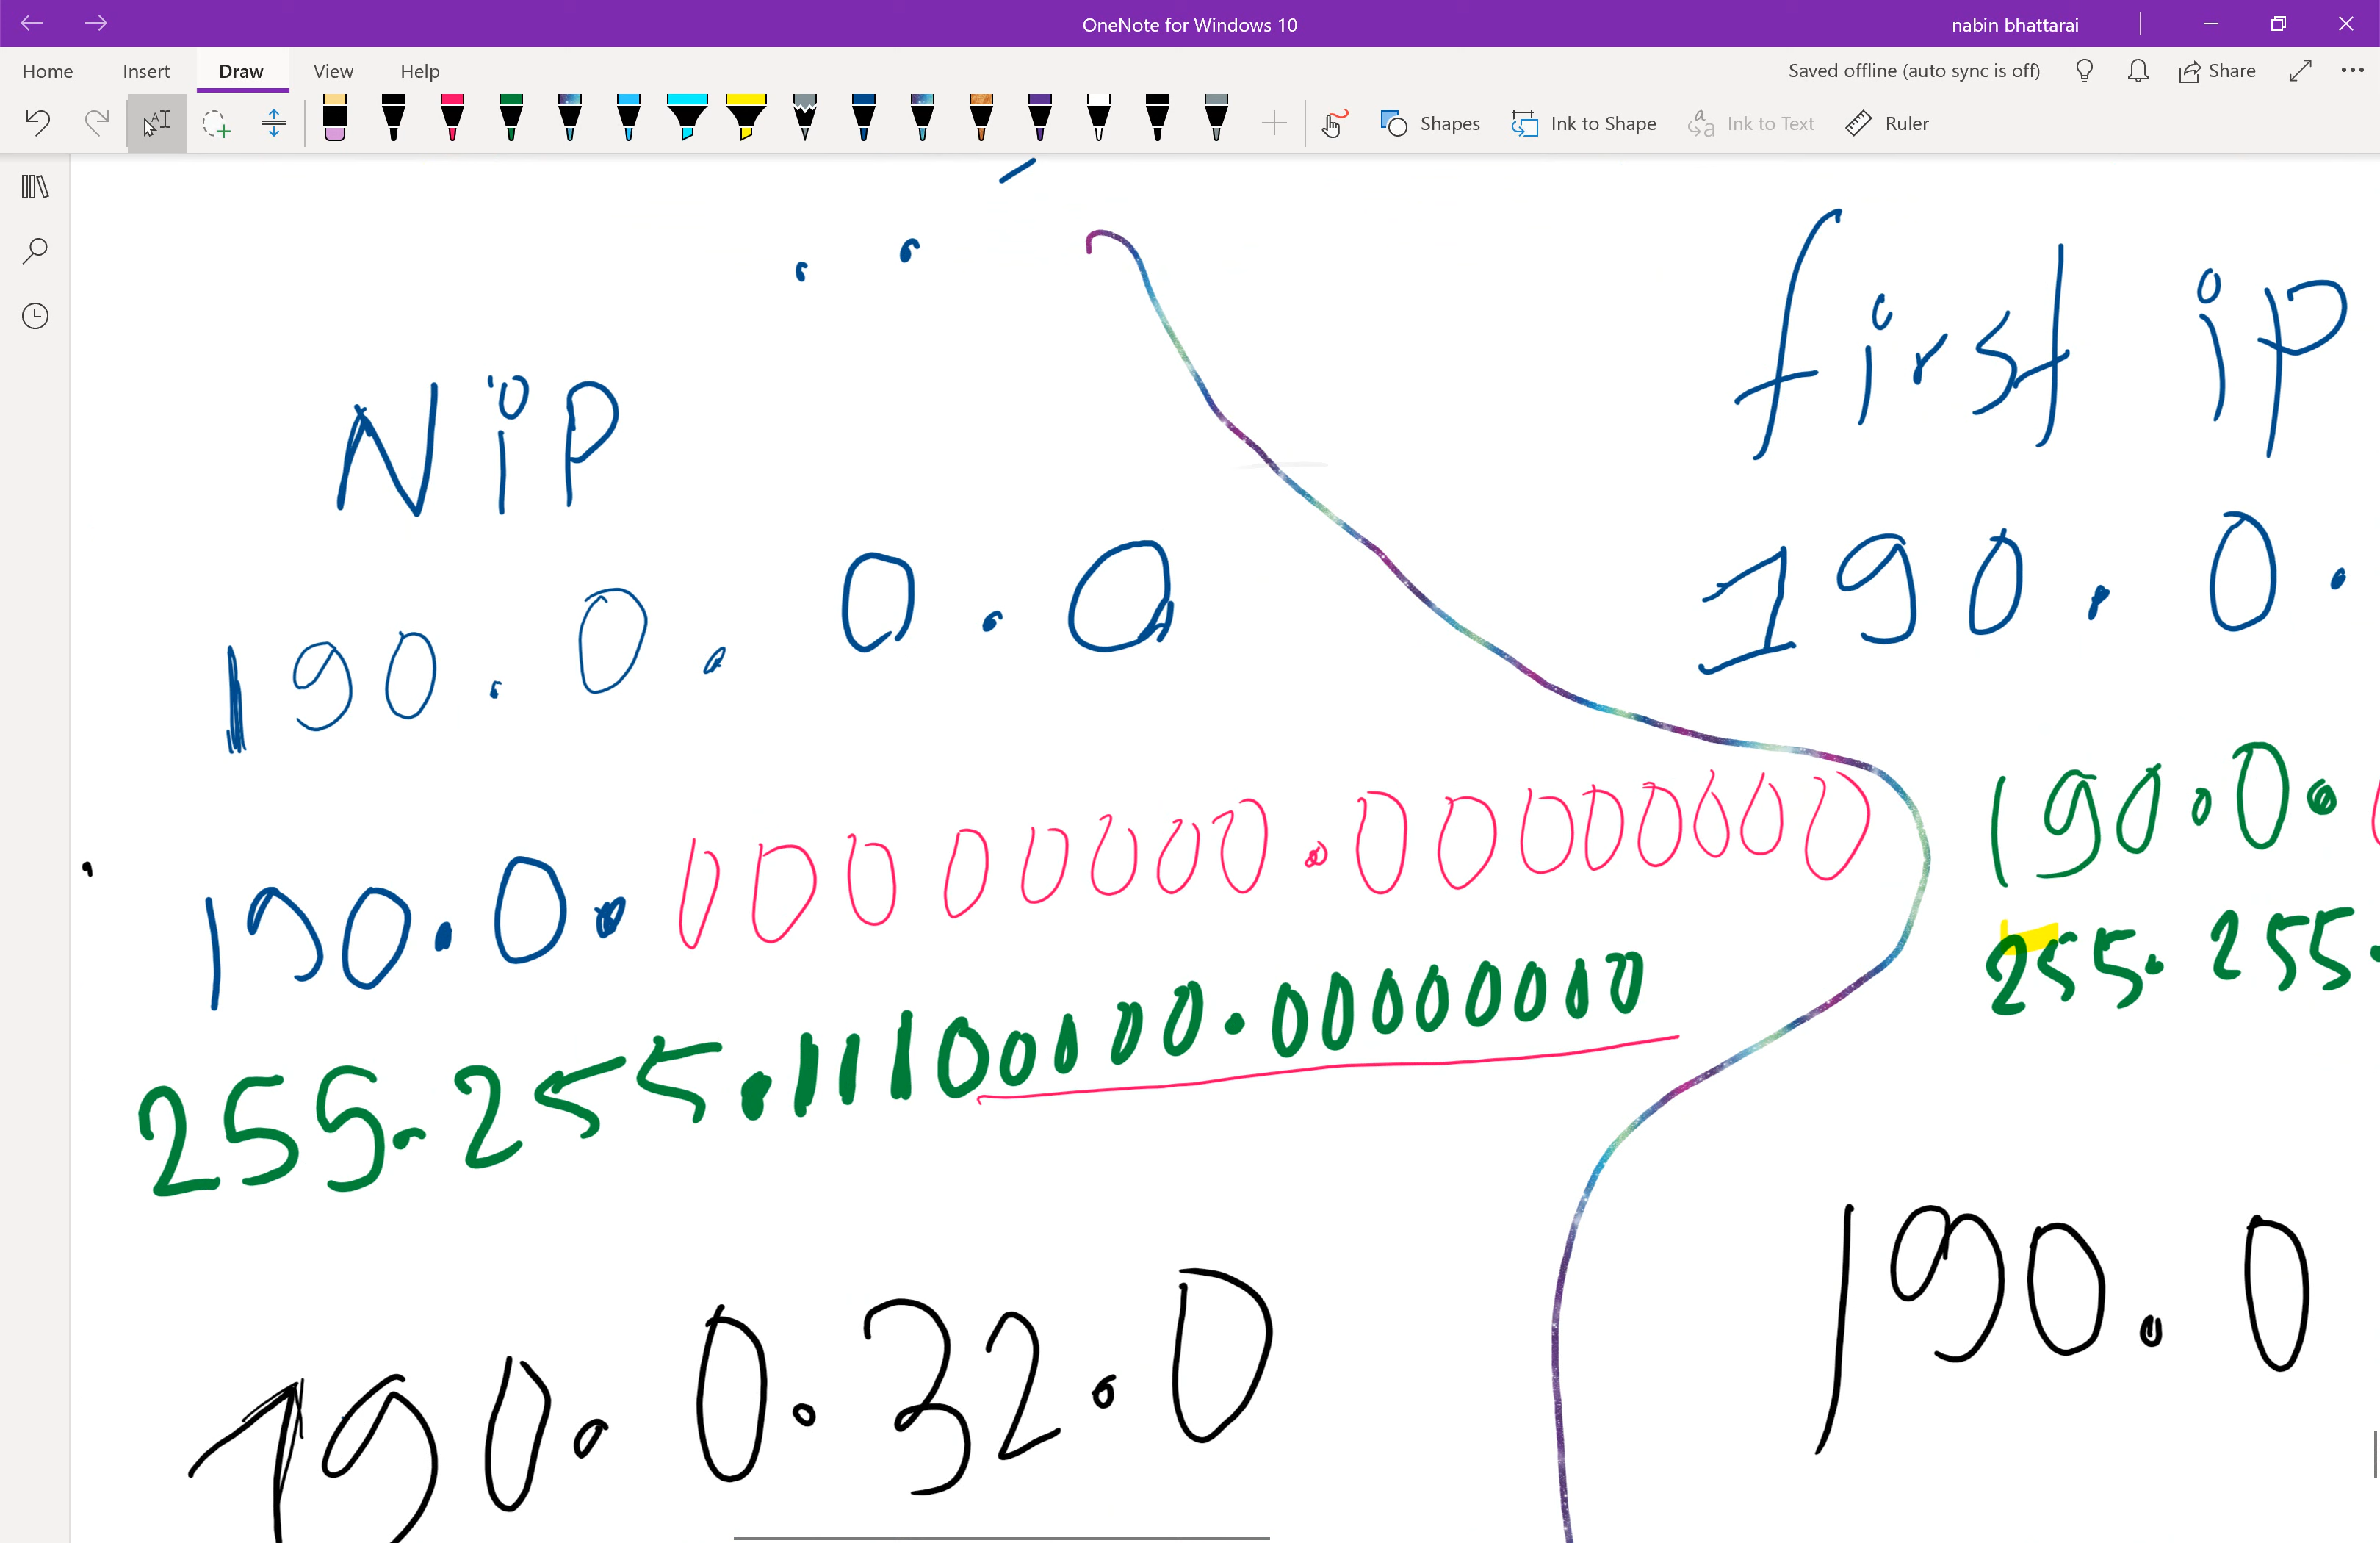 OneNote for Windows 10
nabin bhattarai
Home Insert Draw View Help
Saved offline (auto sync is off)
Share
Shapes Ink to Shape Ink to Text Ruler
first iP
NiP
190.0.
190.0.0.0
190.0.
190.0.00000000.00000000
255.255.
255.255.11100000.00000000
190.0
190.0.32.0